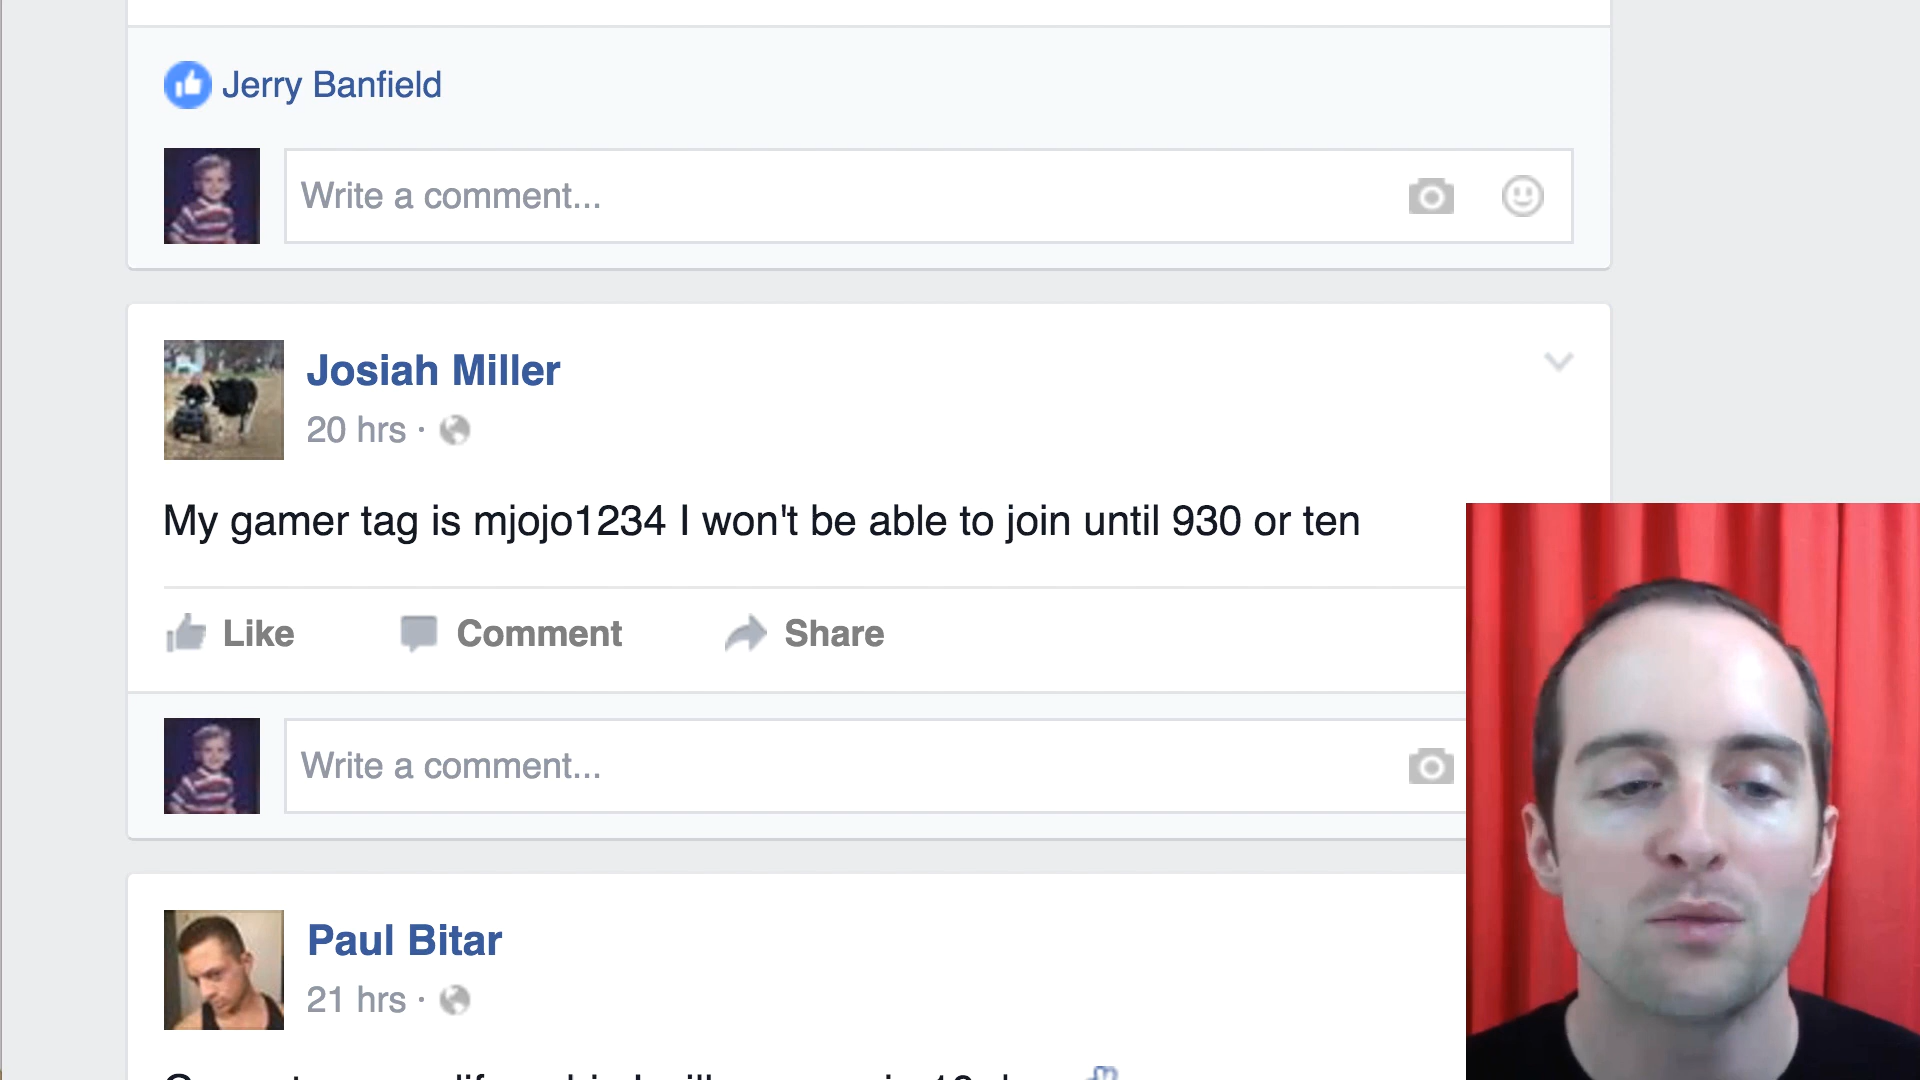 Jerry Banfield
Write a comment...
Josiah Miller
20 hrs ·
My gamer tag is mjojo1234 I won't be able to join until 930 or ten
Like Comment Share
Write a comment...
Paul Bitar
21 hrs ·